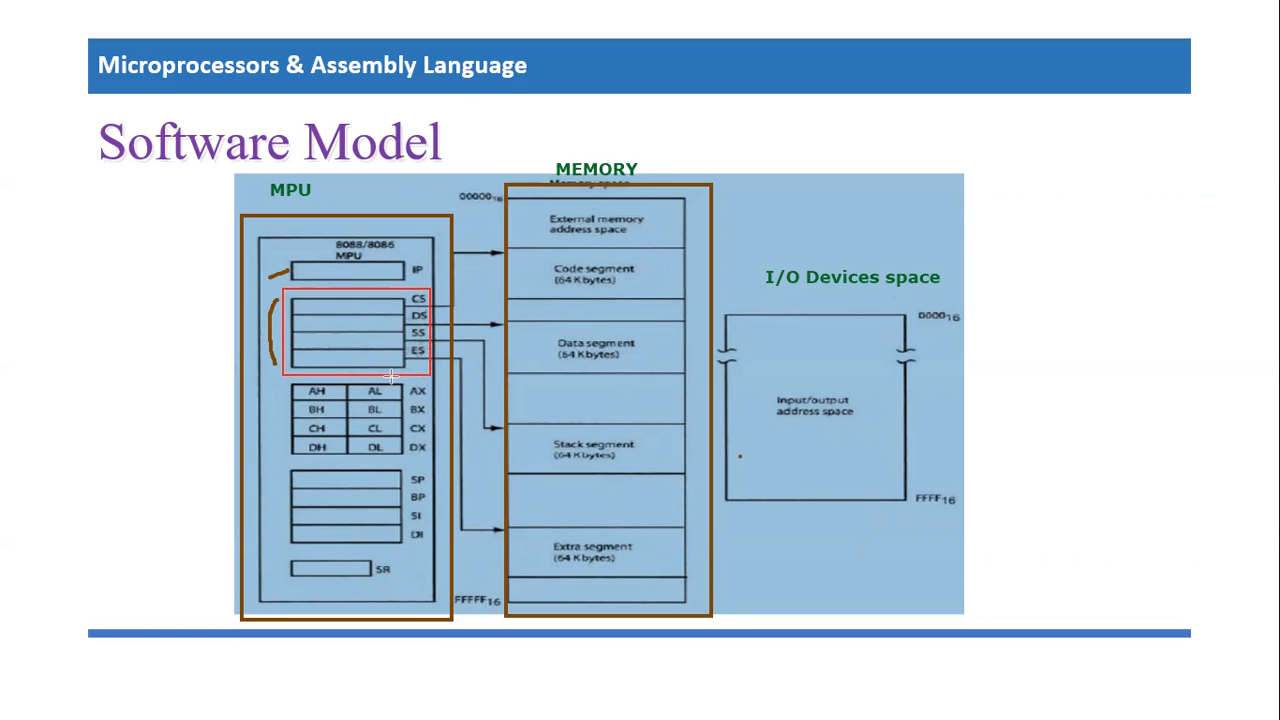 Microprocessors & Assembly Language
Software Model
MPU
8088/8086
MPU
IP
CS
DS
SS
ES
AH AL AX
BH BL BX
CH CL CX
DH DL DX
SP
BP
SI
DI
SR
MEMORY
Memory space
00000₁₆
External memory
address space
Code segment
(64 Kbytes)
Data segment
(64 Kbytes)
Stack segment
(64 Kbytes)
Extra segment
(64 Kbytes)
FFFFF₁₆
I/O Devices space
0000₁₆
Input/output
address space
FFFF₁₆